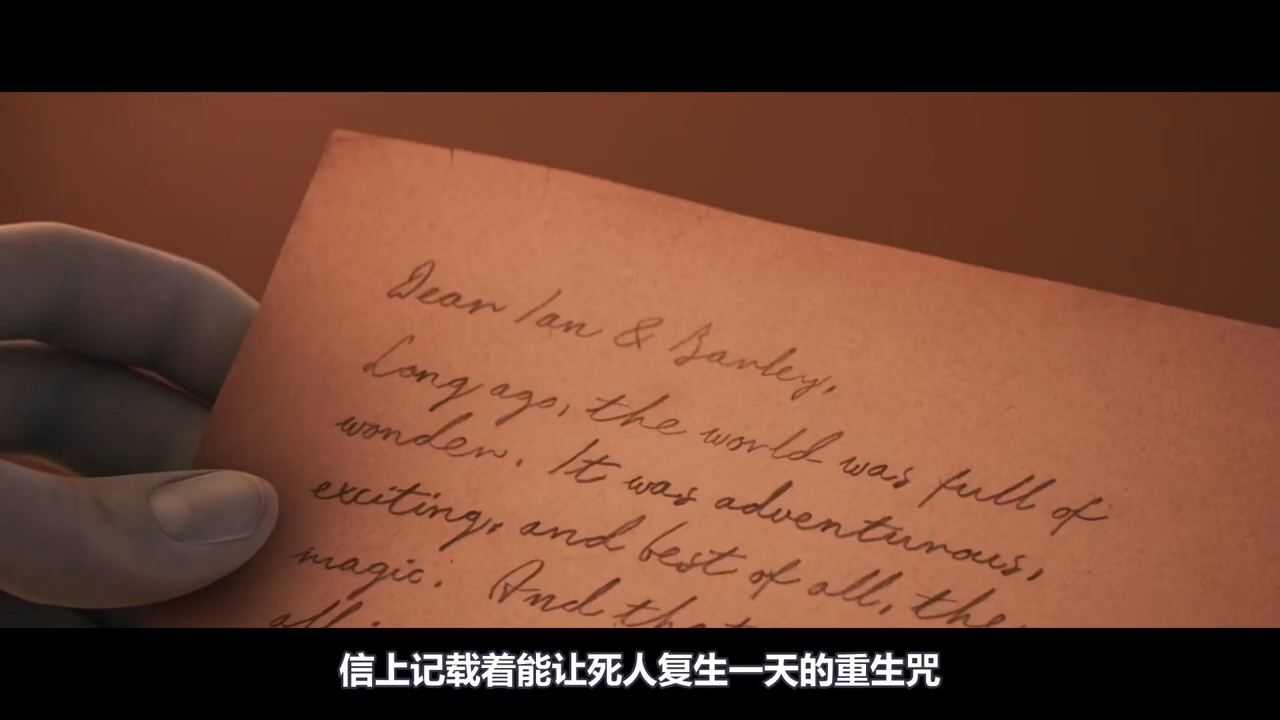 Dear Ian & Barley,
Long ago, the world was full of
wonder. It was adventurous,
exciting, and best of all, the
magic. And that
all
信上记载着能让死人复生一天的重生咒